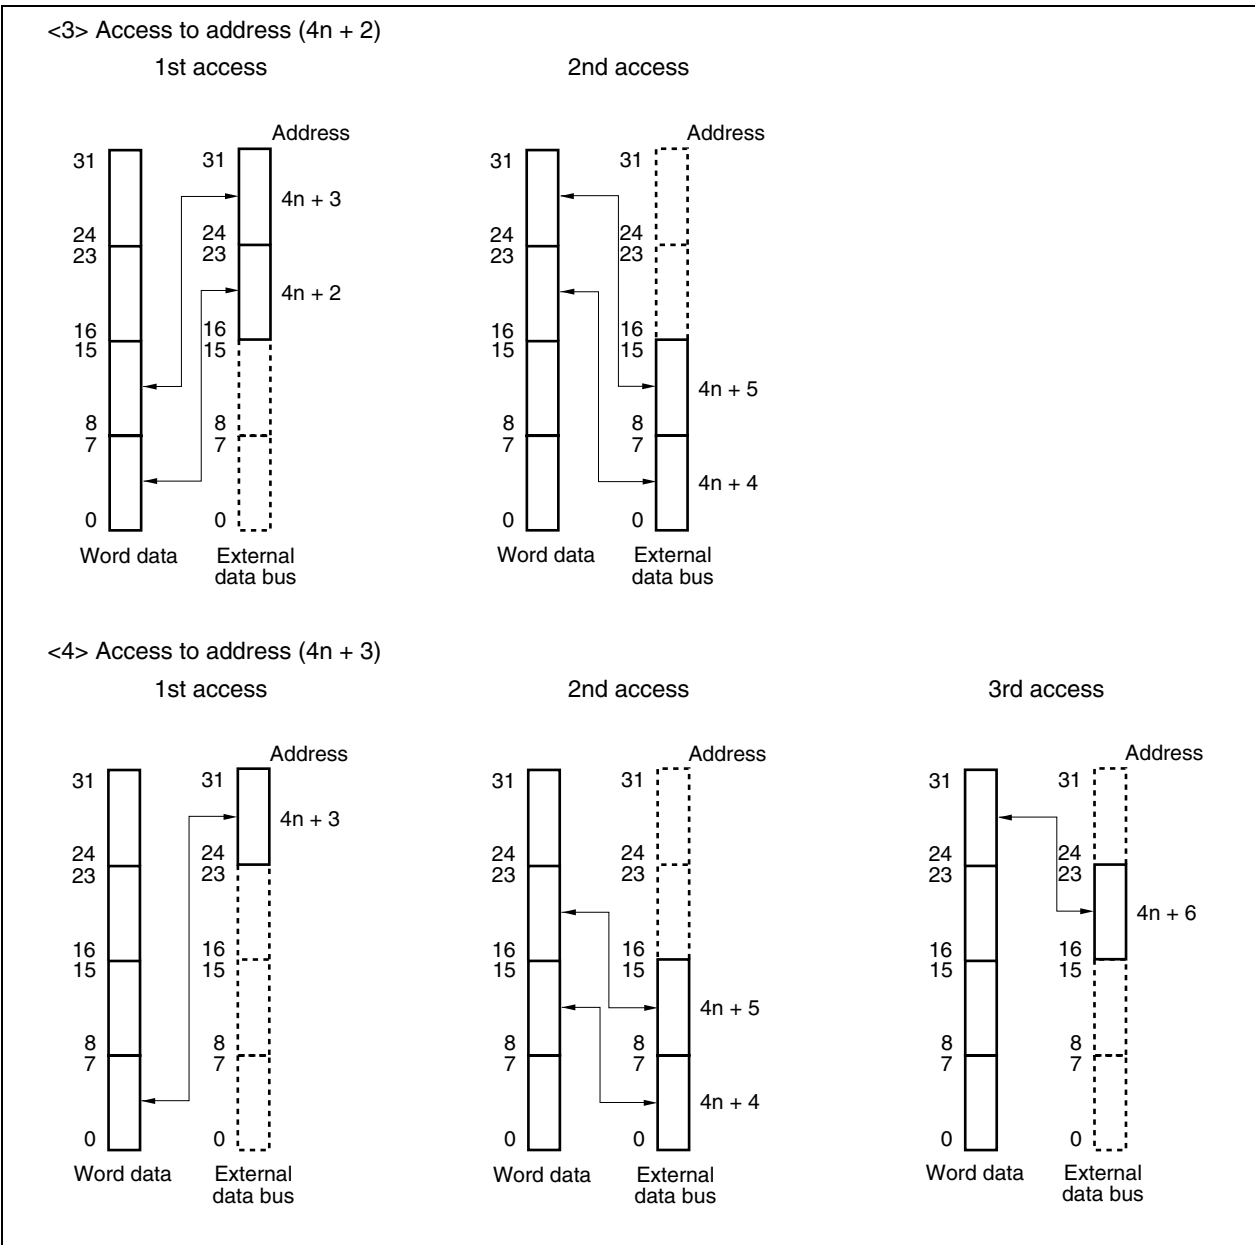 <3> Access to address (4n + 2)
1st access
2nd access
Address
31
31
4n + 3
24
23
24
23
4n + 2
16
15
16
15
8
7
8
7
0
0
Word data
External
data bus
Address
31
31
24
23
24
23
16
15
16
15
4n + 5
8
7
8
7
4n + 4
0
0
Word data
External
data bus
<4> Access to address (4n + 3)
1st access
2nd access
3rd access
Address
31
31
4n + 3
24
23
24
23
16
15
16
15
8
7
8
7
0
0
Word data
External
data bus
Address
31
31
24
23
24
23
16
15
16
15
4n + 5
8
7
8
7
4n + 4
0
0
Word data
External
data bus
Address
31
31
24
23
24
23
4n + 6
16
15
16
15
8
7
8
7
0
0
Word data
External
data bus